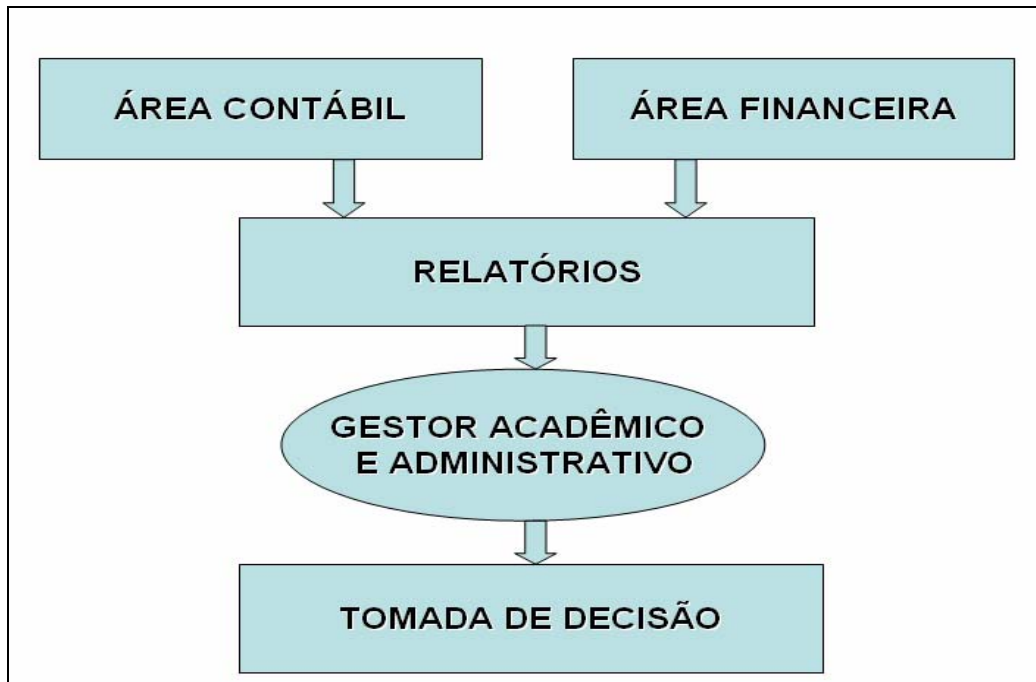 ÁREA CONTÁBIL
ÁREA FINANCEIRA
RELATÓRIOS
GESTOR ACADÊMICO
E ADMINISTRATIVO
TOMADA DE DECISÃO